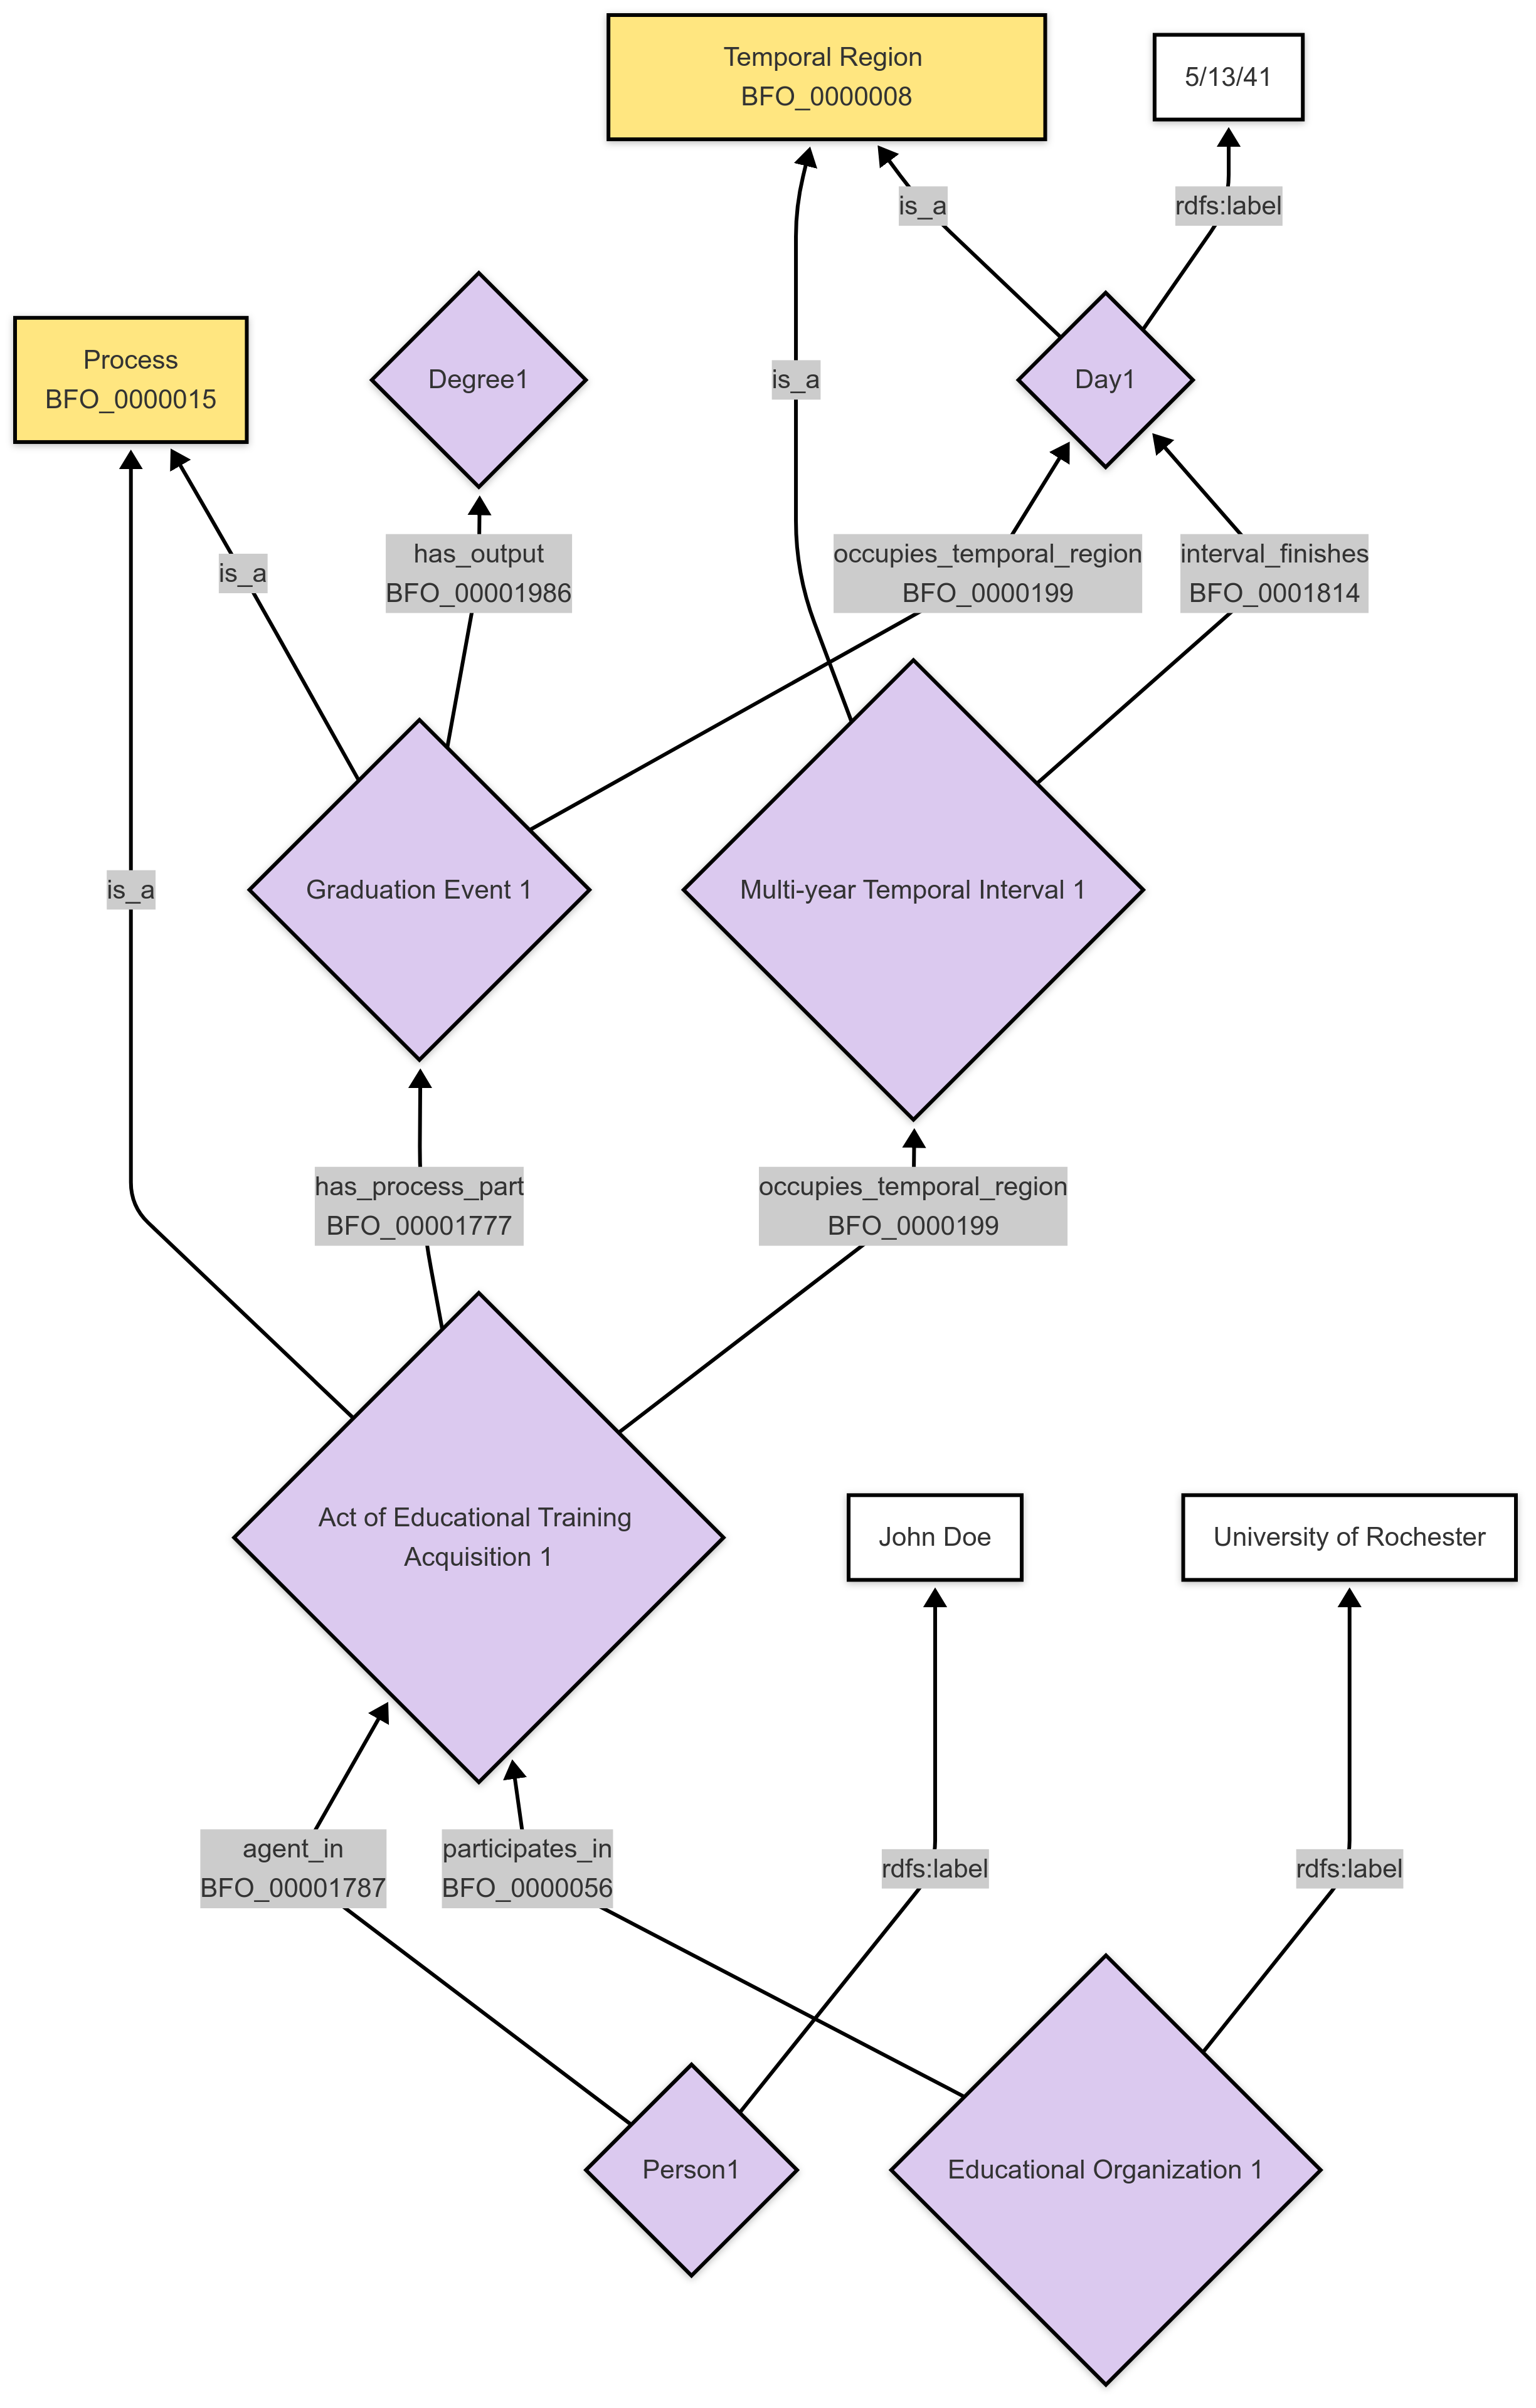 Temporal Region
BFO_0000008
5/13/41
is_a
rdfs:label
Process
BFO_0000015
Degree1
is_a
Day1
is_a
has_output
BFO_00001986
occupies_temporal_region
BFO_0000199
interval_finishes
BFO_0001814
is_a
Graduation Event 1
Multi-year Temporal Interval 1
has_process_part
BFO_00001777
occupies_temporal_region
BFO_0000199
Act of Educational Training
Acquisition 1
John Doe
University of Rochester
agent_in
BFO_00001787
participates_in
BFO_0000056
rdfs:label
rdfs:label
Person1
Educational Organization 1